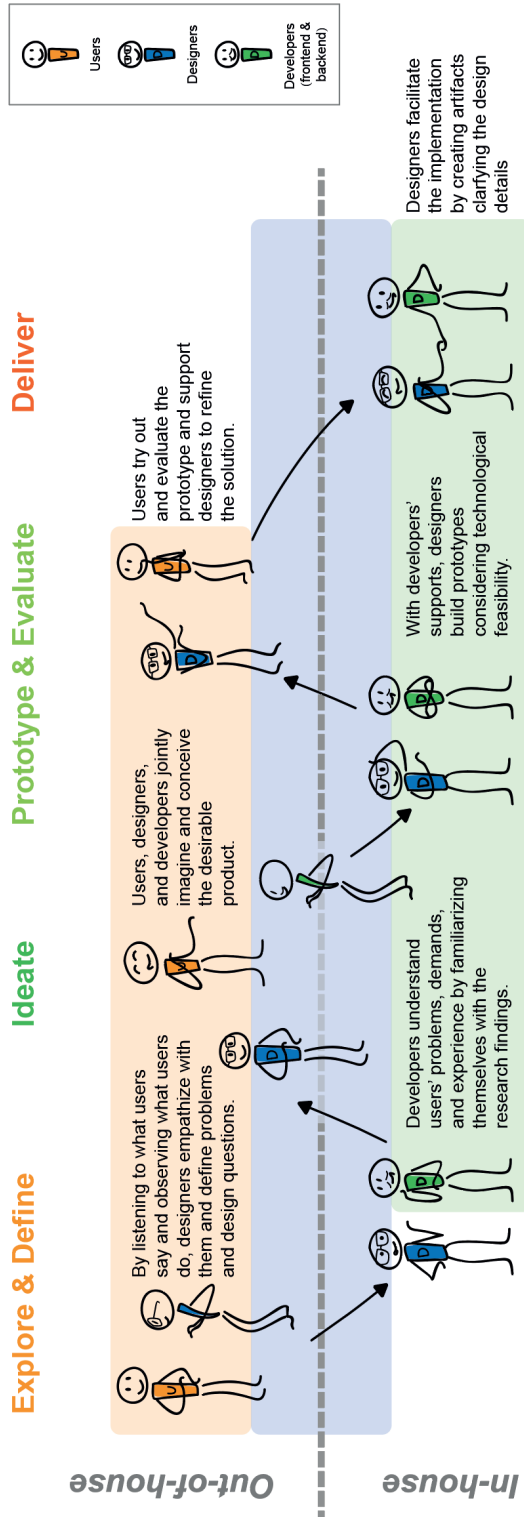 Explore & Define
Ideate
Prototype & Evaluate
Deliver
Users
Designers
Developers
(frontend &
backend)
Out-of-house
By listening to what users
say and observing what users
do, designers empathize with
them and define problems
and design questions.
Users, designers,
and developers jointly
imagine and conceive
the desirable
product.
Users try out
and evaluate the
prototype and support
designers to refine
the solution.
U
D
U
D
D
U
In-house
Developers understand
users' problems, demands,
and experience by familiarizing
themselves with the
research findings.
With developers'
supports, designers
build prototypes
considering technological
feasibility.
Designers facilitate
the implementation
by creating artifacts
clarifying the design
details
D
D
D
D
D
D
U
D
D